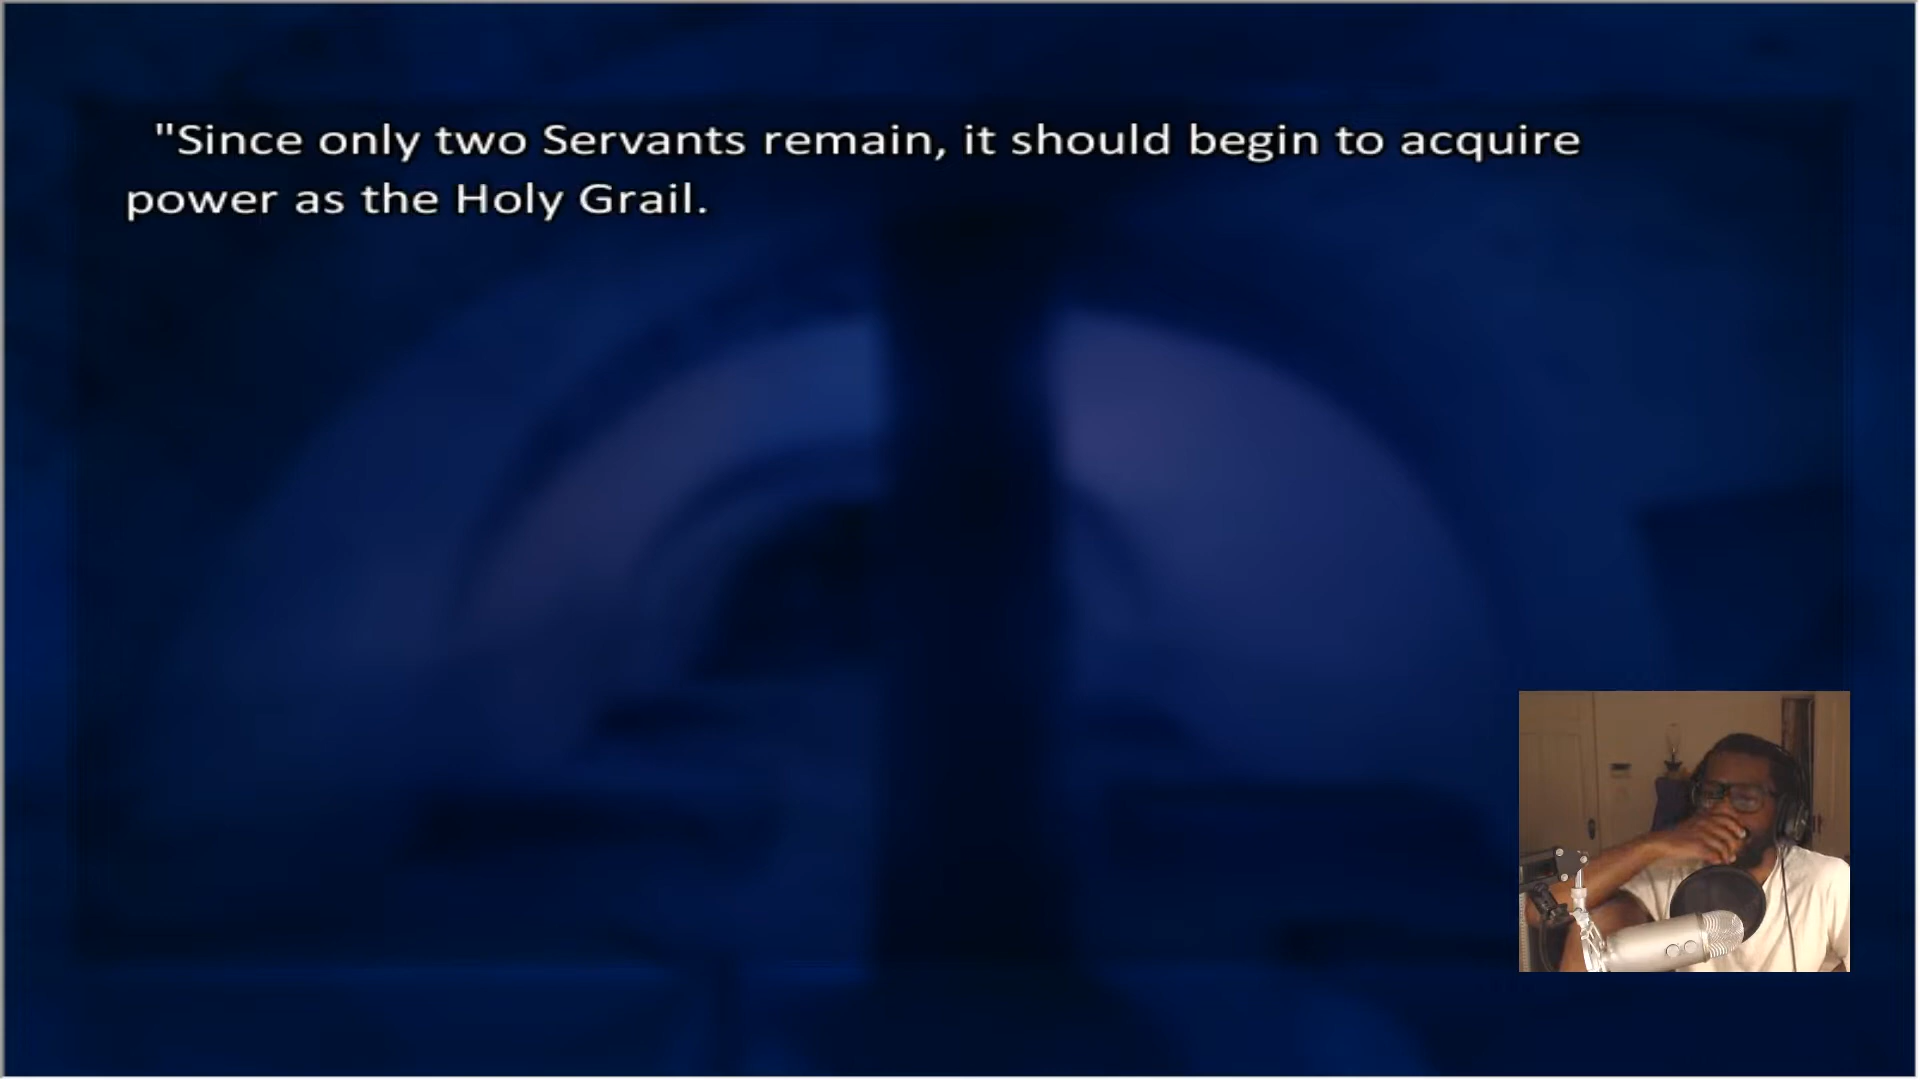 "Since only two Servants remain, it should begin to acquire
power as the Holy Grail.